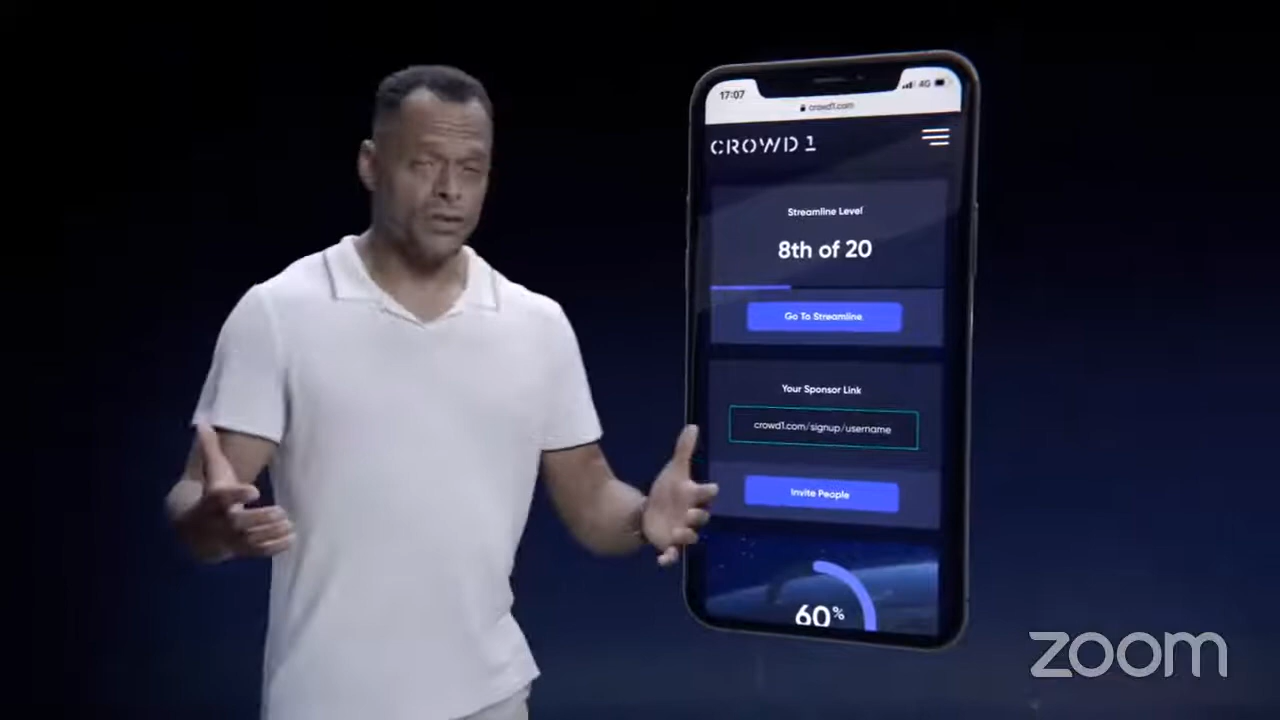 17:07
4G
crowd1.com
CROWD 1
Streamline Level
8th of 20
Go To Streamline
Your Sponsor Link
crowd1.com/signup/username
Invite People
60%
zoom